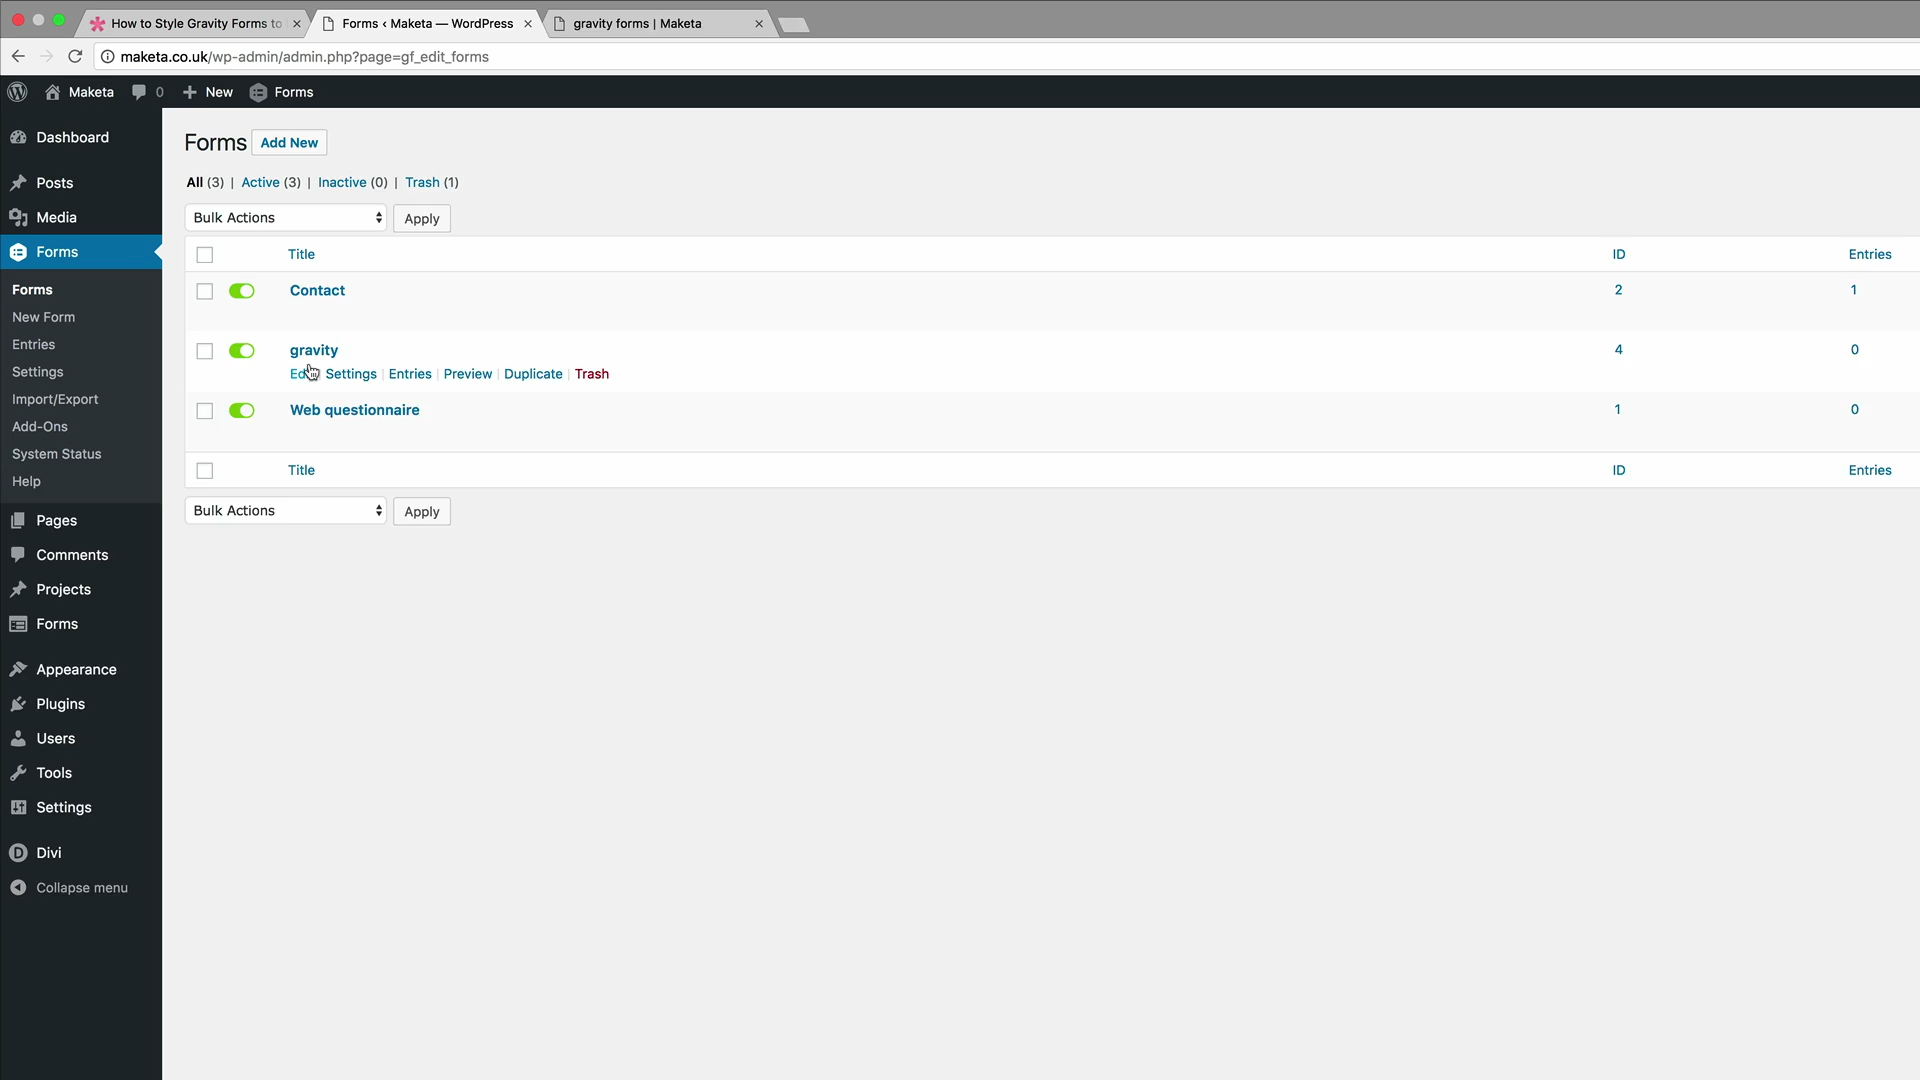 How to Style Gravity Forms to
Forms ‹ Maketa — WordPress
gravity forms | Maketa
maketa.co.uk/wp-admin/admin.php?page=gf_edit_forms
Maketa
0
New
Forms
Dashboard
Posts
Media
Forms
Forms
New Form
Entries
Settings
Import/Export
Add-Ons
System Status
Help
Pages
Comments
Projects
Forms
Appearance
Plugins
Users
Tools
Settings
Divi
Collapse menu
Forms Add New
All (3) | Active (3) | Inactive (0) | Trash (1)
Bulk Actions Apply
Title ID Entries
Contact 2 1
gravity 4 0
Settings | Entries | Preview | Duplicate | Trash
Web questionnaire 1 0
Title ID Entries
Bulk Actions Apply